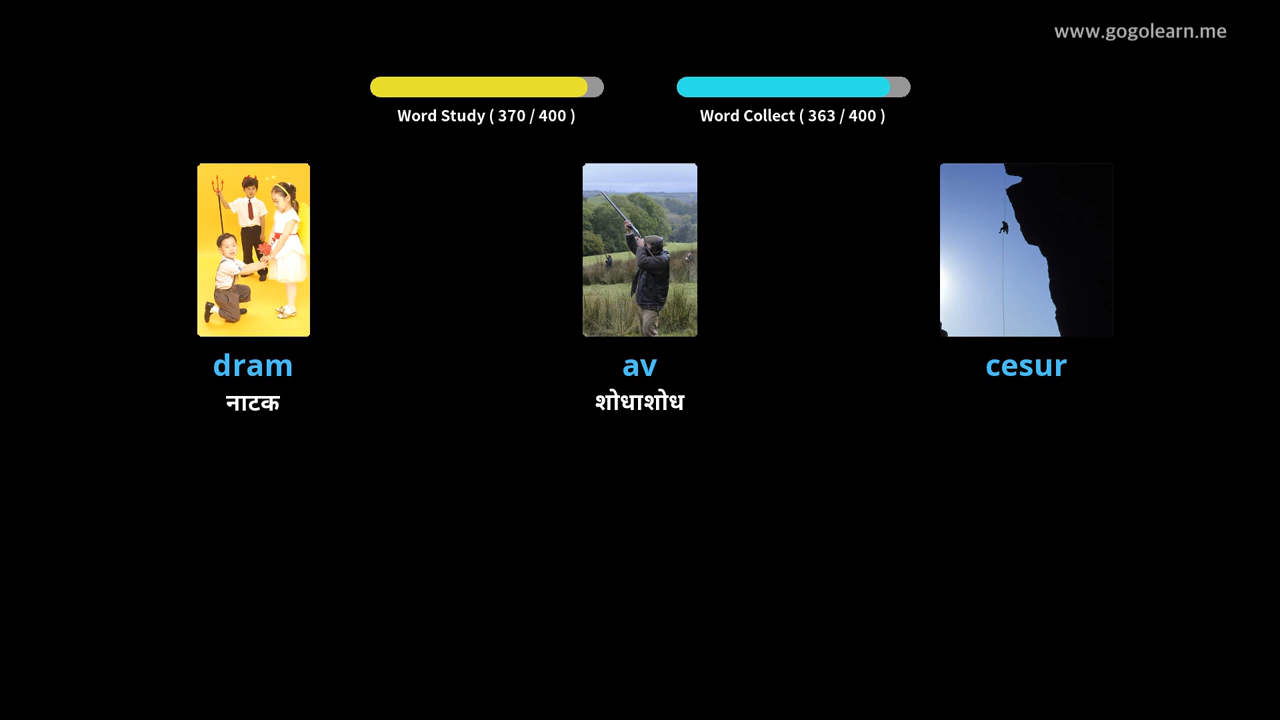 www.gogolearn.me
Word Study ( 370 / 400 )
Word Collect ( 363 / 400 )
dram
av
cesur
नाटक
शोधाशोध